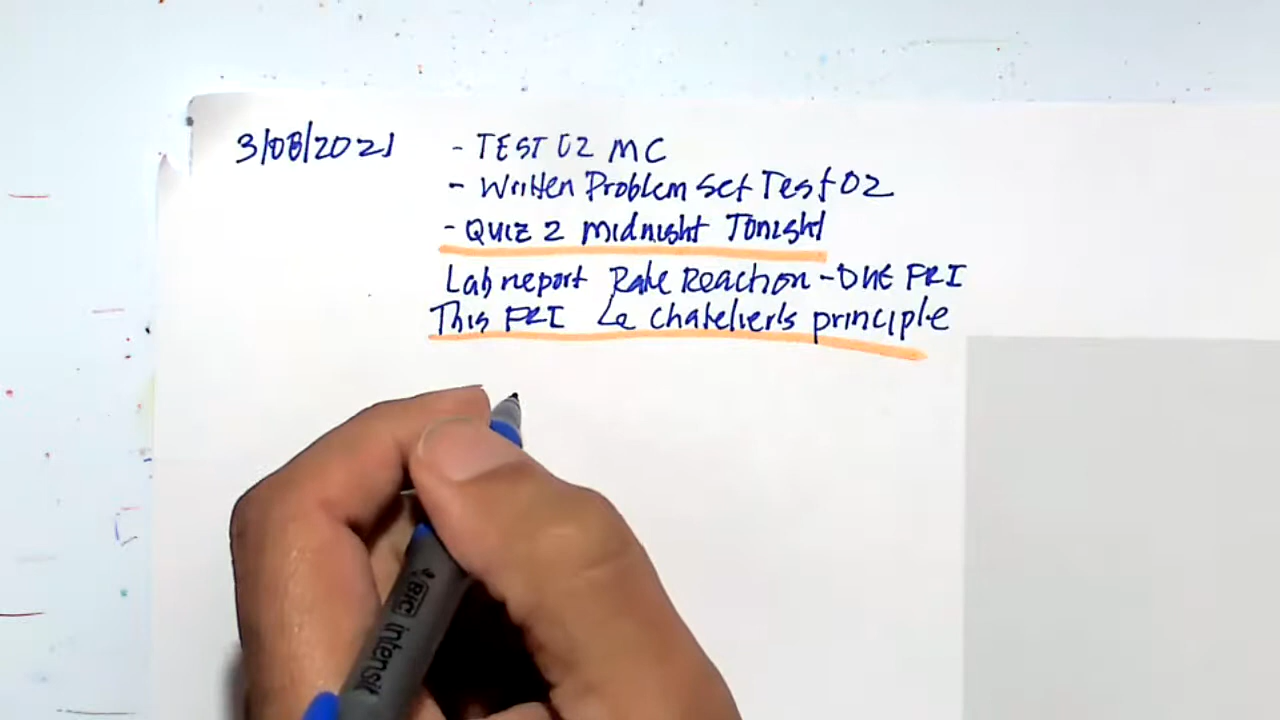 3/08/2021 - TEST 02 MC
- Written Problem Set Test 02
- QUIZ 2 Midnight Tonight
Lab report Rate Reaction - DUE FRI
This FRI Le Chatelier's principle
BIC intensity